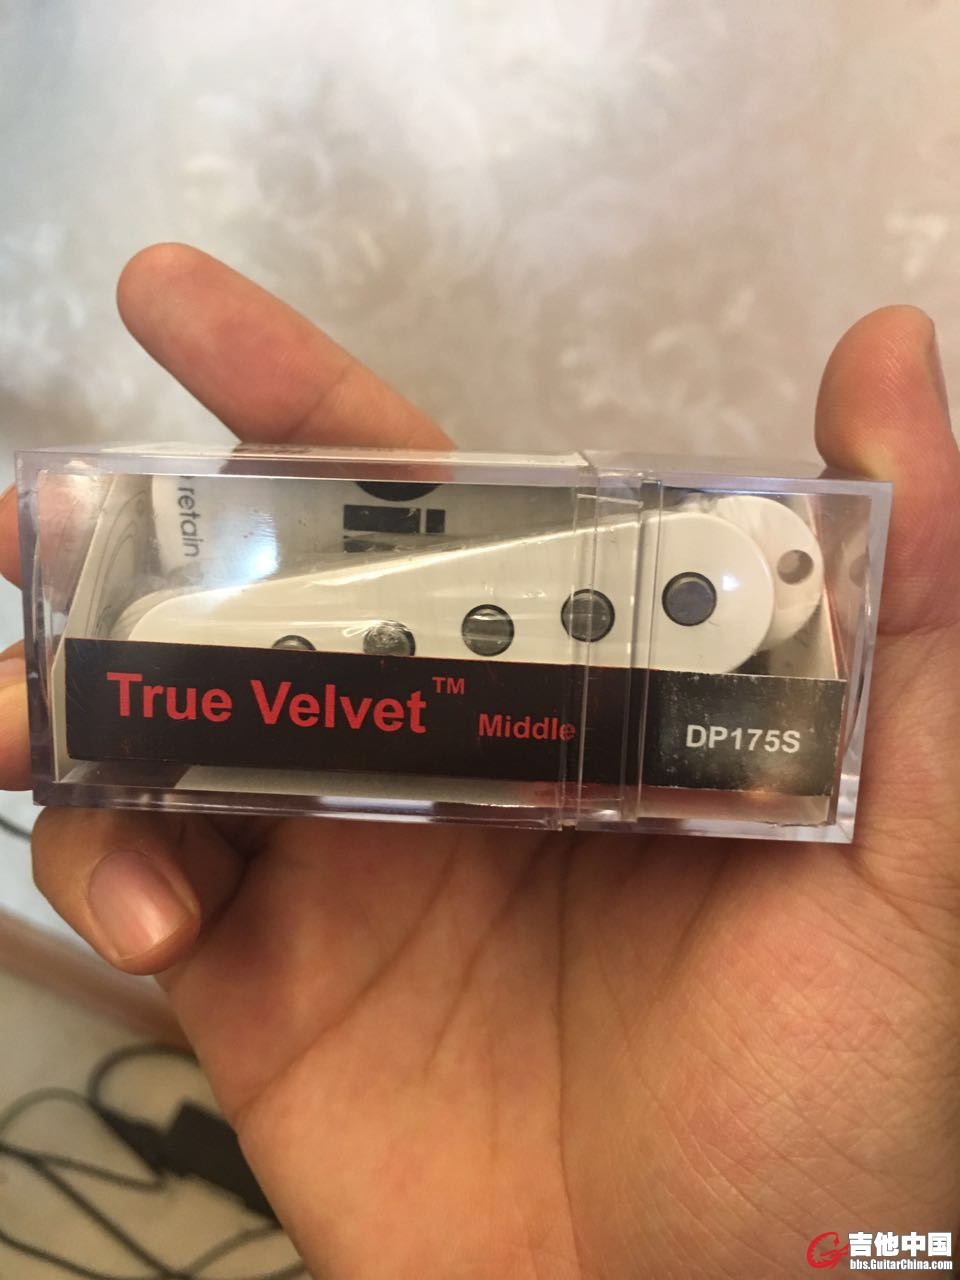 retain
True Velvet™
Middle
DP175S
吉他中国
bbs.GuitarChina.com